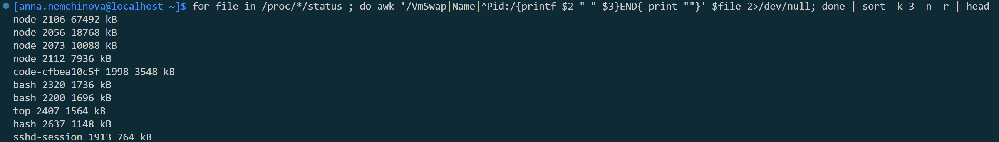 [anna.nemchinova@localhost ~]$ for file in /proc/*/status ; do awk '/VmSwap|Name|^Pid:/{printf $2 " " $3}END{ print ""}' $file 2>/dev/null; done | sort -k 3 -n -r | head
node 2106 67492 kB
node 2056 18768 kB
node 2073 10088 kB
node 2112 7936 kB
code-cfbea10c5f 1998 3548 kB
bash 2320 1736 kB
bash 2200 1696 kB
top 2407 1564 kB
bash 2637 1148 kB
sshd-session 1913 764 kB